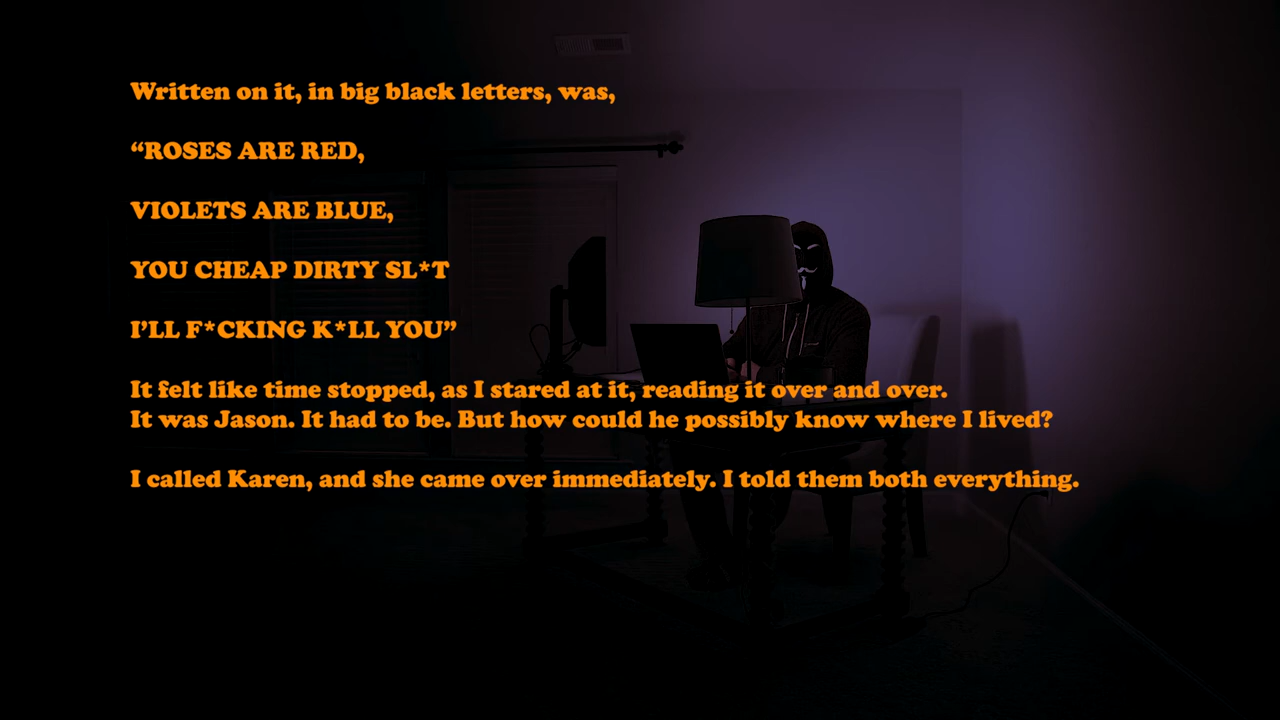 Written on it, in big black letters, was,
“ROSES ARE RED,
VIOLETS ARE BLUE,
YOU CHEAP DIRTY SL*T
I’LL F*CKING K*LL YOU”
It felt like time stopped, as I stared at it, reading it over and over.
It was Jason. It had to be. But how could he possibly know where I lived?
I called Karen, and she came over immediately. I told them both everything.